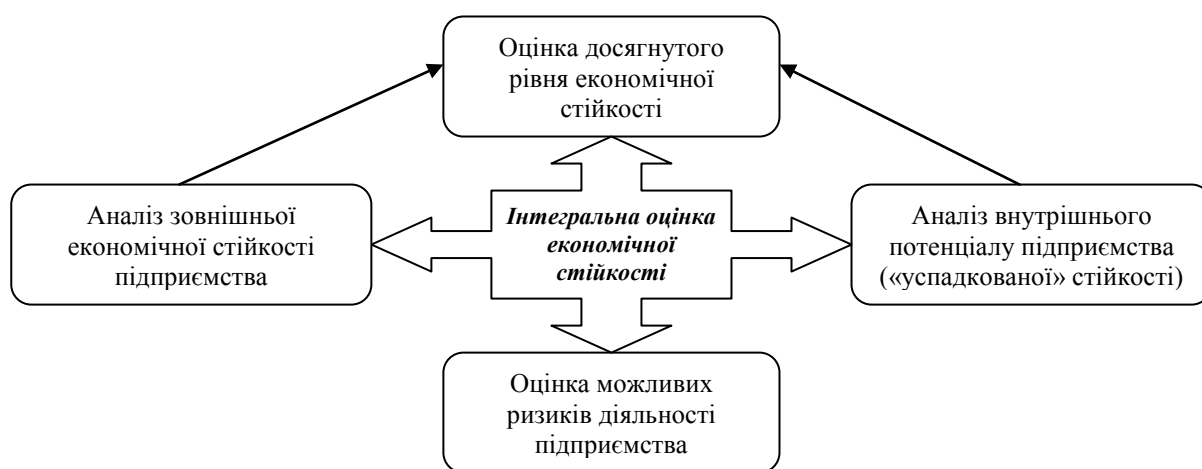 Оцінка досягнутого
рівня економічної
стійкості
Аналіз зовнішньої
економічної стійкості
підприємства
Інтегральна оцінка
економічної
стійкості
Аналіз внутрішнього
потенціалу підприємства
(«успадкованої» стійкості)
Оцінка можливих
ризиків діяльності
підприємства